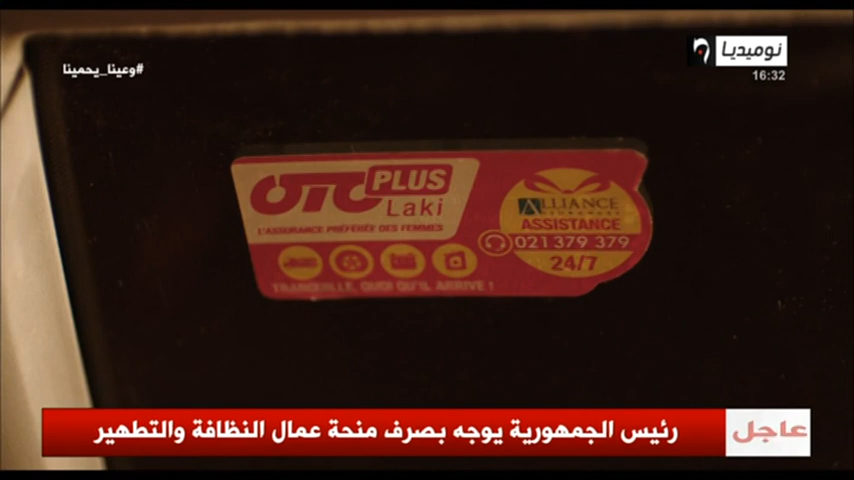 نوميديا
16:32
#وعينا_يحمينا
OTO PLUS
Laki
L'ASSURANCE PRÉFÉRÉE DES FEMMES
ALLIANCE
ASSISTANCE
021 379 379
24/7
TRANQUILLE, QUOI QU'IL ARRIVE !
رئيس الجمهورية يوجه بصرف منحة عمال النظافة والتطهير
عاجل